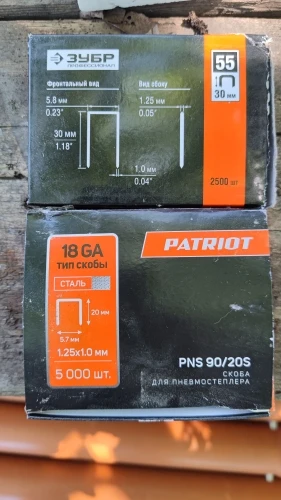 ЗУБР
ПРОФЕССИОНАЛ
55
30 мм
Фронтальный вид
Вид сбоку
5.8 мм
0.23"
1.25 мм
0.05"
30 мм
1.18"
1.0 мм
0.04"
2500 шт
18 GA
ТИП СКОБЫ
СТАЛЬ
20 мм
5.7 мм
1.25x1.0 мм
5 000 шт.
PATRIOT
PNS 90/20S
СКОБА
ДЛЯ ПНЕВМОСТЕПЛЕРА